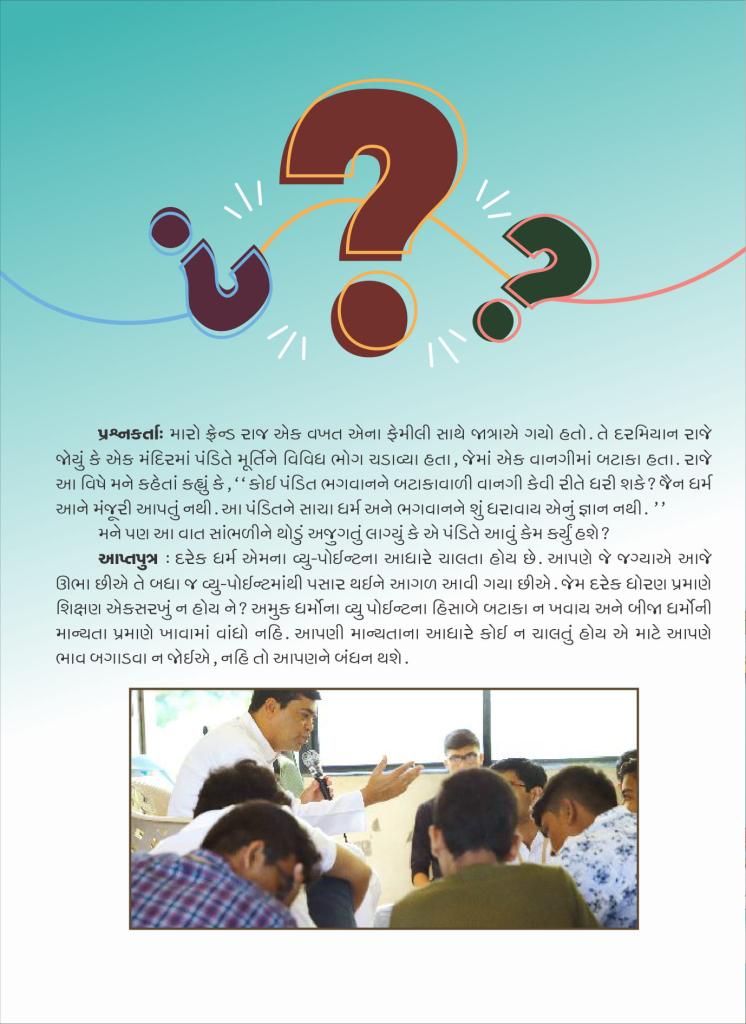 પ્રશ્નકર્તાઃ મારો ફ્રેન્ડ રાજ એક વખત એના ફેમીલી સાથે જાત્રાએ ગયો હતો. તે દરમિયાન રાજે
જોયું કે એક મંદિરમાં પંડિતે મૂર્તિને વિવિધ ભોગ ચડાવ્યા હતા, જેમાં એક વાનગીમાં બટાકા હતા. રાજે
આ વિષે મને કહેતાં કહ્યું કે, ‘‘કોઈ પંડિત ભગવાનને બટાકાવાળી વાનગી કેવી રીતે ધરી શકે? જૈન ધર્મ
આને મંજૂરી આપતું નથી. આ પંડિતને સાચા ધર્મ અને ભગવાનને શું ધરાવાય એનું જ્ઞાન નથી. ’’
મને પણ આ વાત સાંભળીને થોડું અજુગતું લાગ્યું કે એ પંડિતે આવું કેમ કર્યું હશે?
આપ્તપુત્ર : દરેક ધર્મ એમના વ્યુ-પોઈન્ટના આધારે ચાલતા હોય છે. આપણે જે જગ્યાએ આજે
ઊભા છીએ તે બધા જ વ્યુ-પોઈન્ટમાંથી પસાર થઈને આગળ આવી ગયા છીએ. જેમ દરેક ધોરણ પ્રમાણે
શિક્ષણ એકસરખું ન હોય ને? અમુક ધર્મોના વ્યુ પોઈન્ટના હિસાબે બટાકા ન ખવાય અને બીજા ધર્મોની
માન્યતા પ્રમાણે ખાવામાં વાંધો નહિ. આપણી માન્યતાના આધારે કોઈ ન ચાલતું હોય એ માટે આપણે
ભાવ બગાડવા ન જોઈએ, નહિ તો આપણને બંધન થશે.